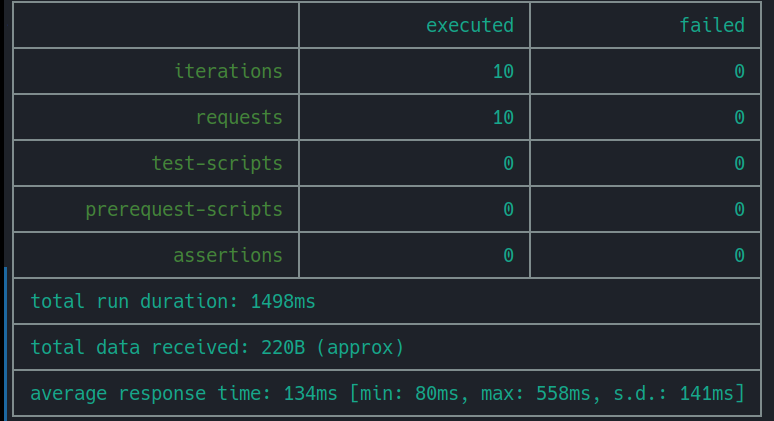 executed failed
iterations 10 0
requests 10 0
test-scripts 0 0
prerequest-scripts 0 0
assertions 0 0
total run duration: 1498ms
total data received: 220B (approx)
average response time: 134ms [min: 80ms, max: 558ms, s.d.: 141ms]